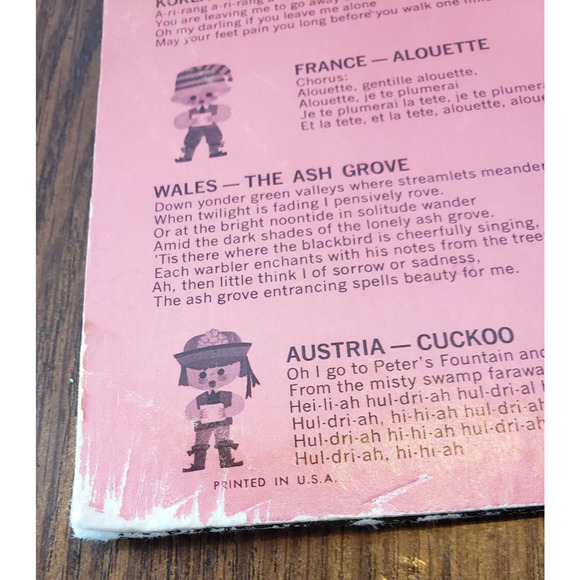 A-ri-rang a-ri-rang
You are leaving me to go away
Oh my darling if you leave me alone
May your feet pain you long before you walk one
FRANCE — ALOUETTE
Chorus:
Alouette, gentille alouette,
Alouette, je te plumerai
Je te plumerai la tete, je te plumer
Et la tete, et la tete, alouette, alou
WALES — THE ASH GROVE
Down yonder green valleys where streamlets meander
When twilight is fading I pensively rove.
Or at the bright noontide in solitude wander
Amid the dark shades of the lonely ash grove.
'Tis there where the blackbird is cheerfully singing,
Each warbler enchants with his notes from the tree
Ah, then little think I of sorrow or sadness,
The ash grove entrancing spells beauty for me.
AUSTRIA — CUCKOO
Oh I go to Peter's Fountain and
From the misty swamp farawa
Hei-li-ah hul-dri-ah hul-dri-al
Hul-dri-ah, hi-hi-ah hul-dri-
Hul-dri-ah hi-hi-ah hul-dri-ah
Hul-dri-ah, hi-hi-ah
PRINTED IN U.S.A.